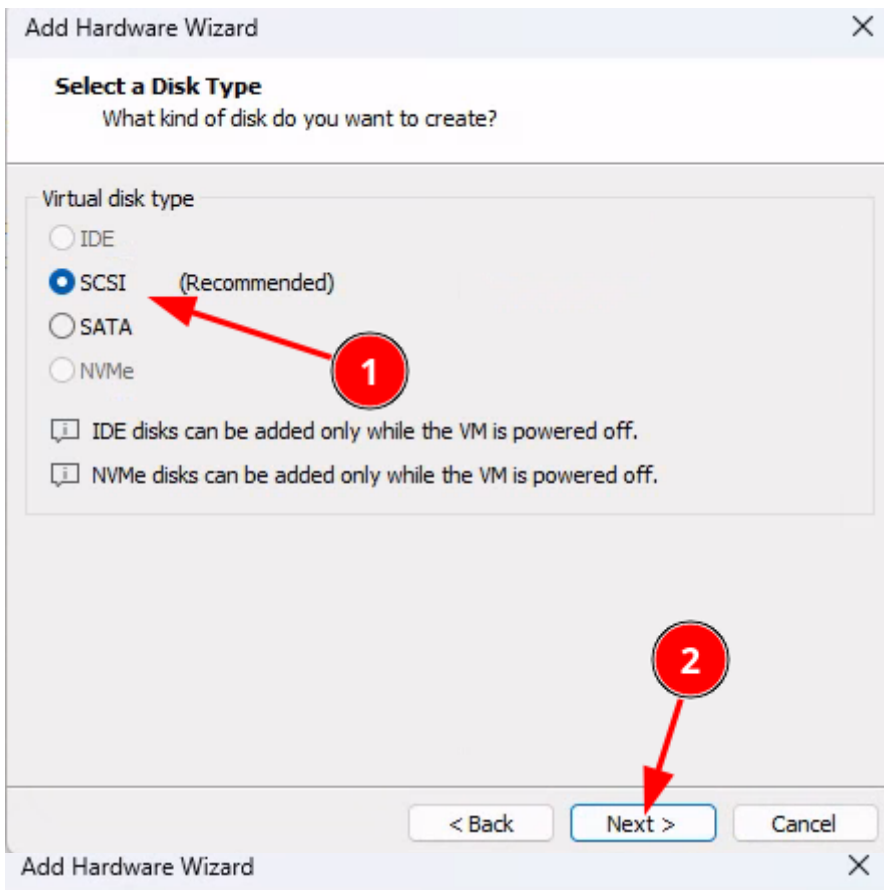 Add Hardware Wizard
Select a Disk Type
What kind of disk do you want to create?
Virtual disk type
IDE
SCSI (Recommended)
SATA
NVMe
1
IDE disks can be added only while the VM is powered off.
NVMe disks can be added only while the VM is powered off.
2
< Back Next > Cancel
Add Hardware Wizard